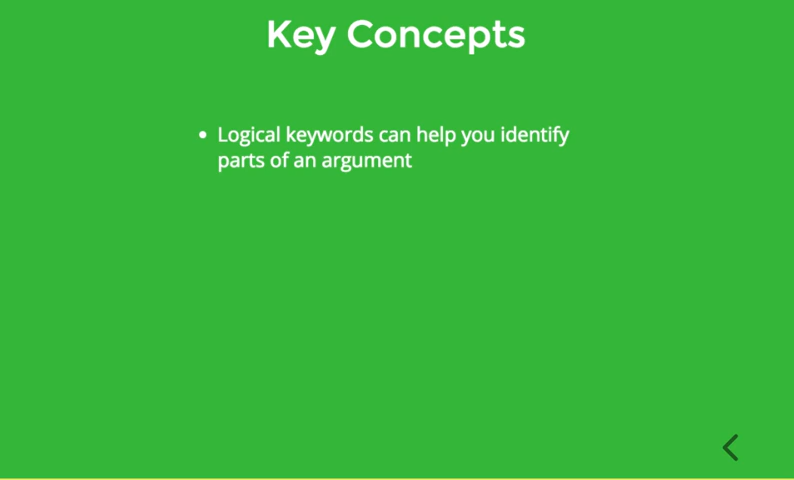 Key Concepts
• Logical keywords can help you identify
parts of an argument